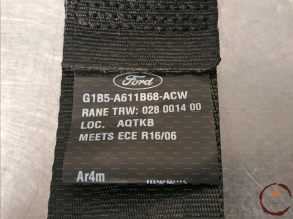 Ford
G1B5-A611B68-ACW
RANE TRW: 028 0014 00
LOC. AQTKB
MEETS ECE R16/06
Ar4m